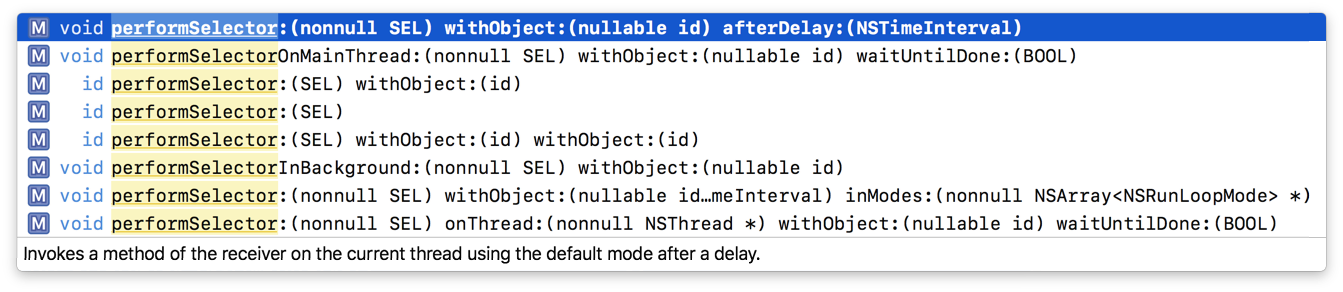 M void performSelector:(nonnull SEL) withObject:(nullable id) afterDelay:(NSTimeInterval)
M void performSelectorOnMainThread:(nonnull SEL) withObject:(nullable id) waitUntilDone:(BOOL)
M id performSelector:(SEL) withObject:(id)
M id performSelector:(SEL)
M id performSelector:(SEL) withObject:(id) withObject:(id)
M void performSelectorInBackground:(nonnull SEL) withObject:(nullable id)
M void performSelector:(nonnull SEL) withObject:(nullable id…meInterval) inModes:(nonnull NSArray<NSRunLoopMode> *)
M void performSelector:(nonnull SEL) onThread:(nonnull NSThread *) withObject:(nullable id) waitUntilDone:(BOOL)
Invokes a method of the receiver on the current thread using the default mode after a delay.